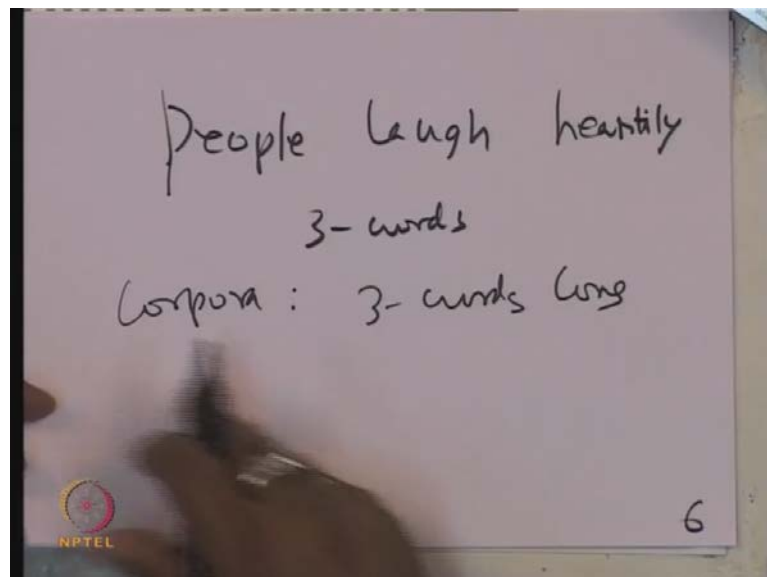 People laugh heartily
3-words
Corpora : 3-words long
6
NPTEL